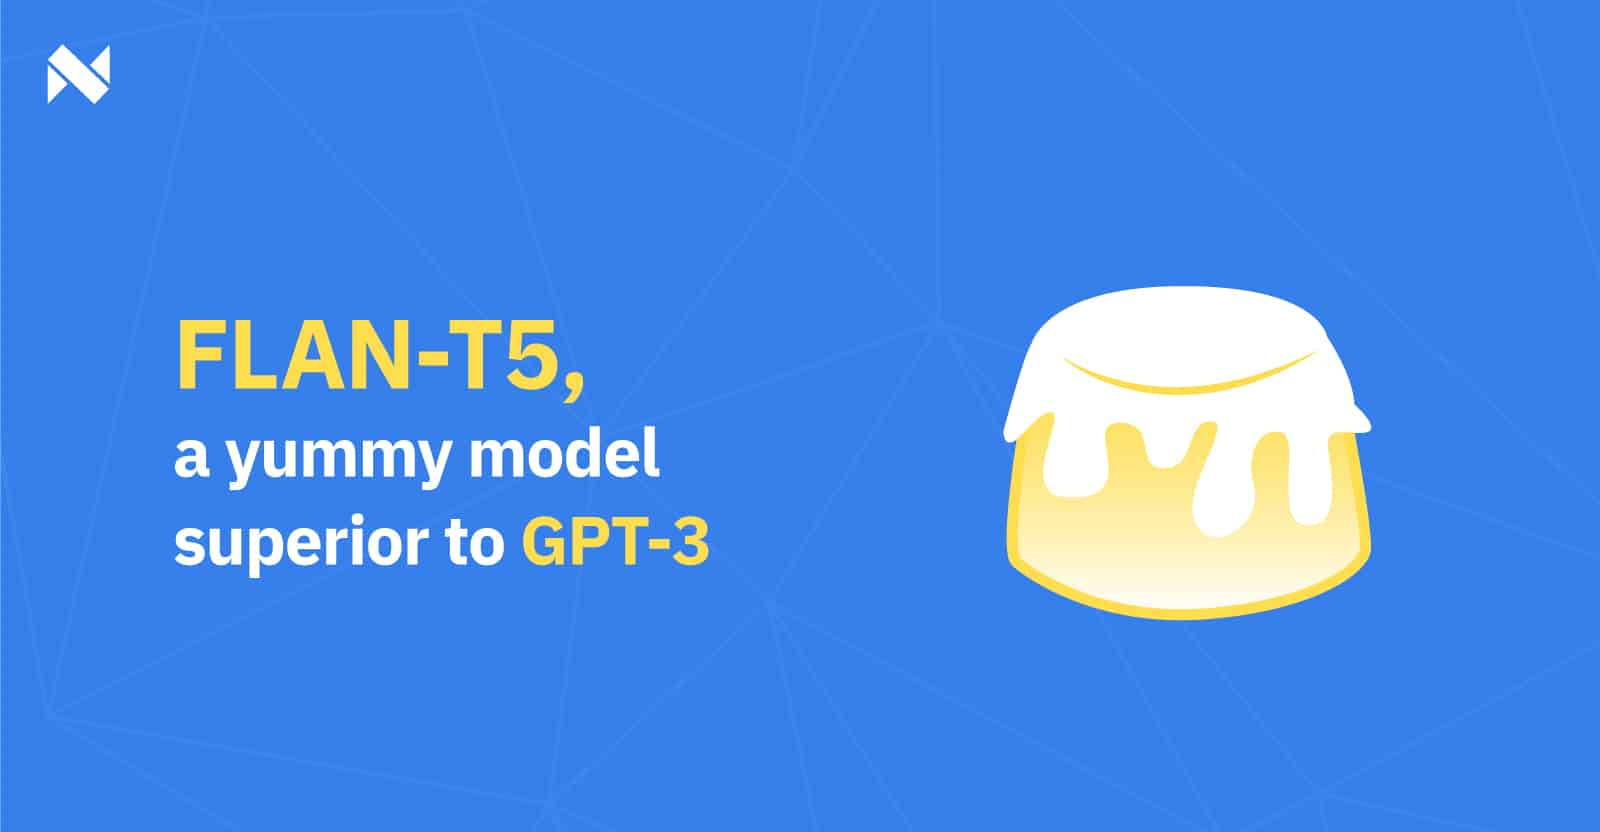 FLAN-T5,
a yummy model
superior to GPT-3